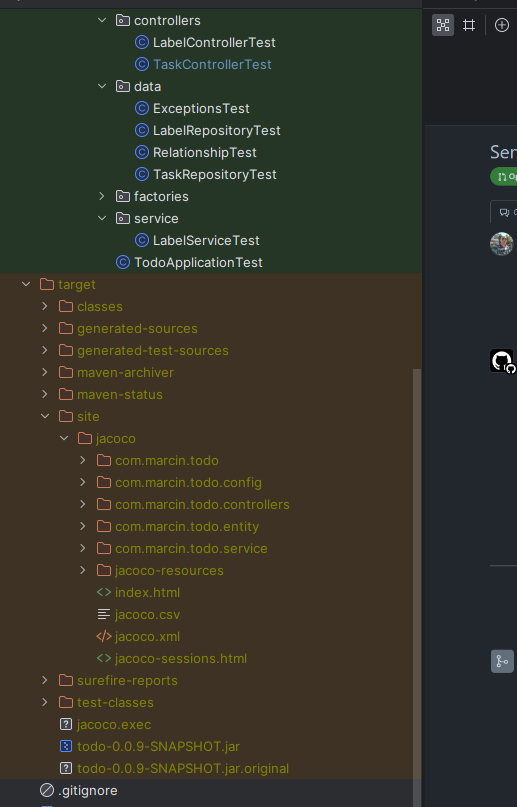 controllers
LabelControllerTest
TaskControllerTest
data
ExceptionsTest
LabelRepositoryTest
RelationshipTest
TaskRepositoryTest
factories
service
LabelServiceTest
TodoApplicationTest
target
classes
generated-sources
generated-test-sources
maven-archiver
maven-status
site
jacoco
com.marcin.todo
com.marcin.todo.config
com.marcin.todo.controllers
com.marcin.todo.entity
com.marcin.todo.service
jacoco-resources
index.html
jacoco.csv
jacoco.xml
jacoco-sessions.html
surefire-reports
test-classes
jacoco.exec
todo-0.0.9-SNAPSHOT.jar
todo-0.0.9-SNAPSHOT.jar.original
.gitignore